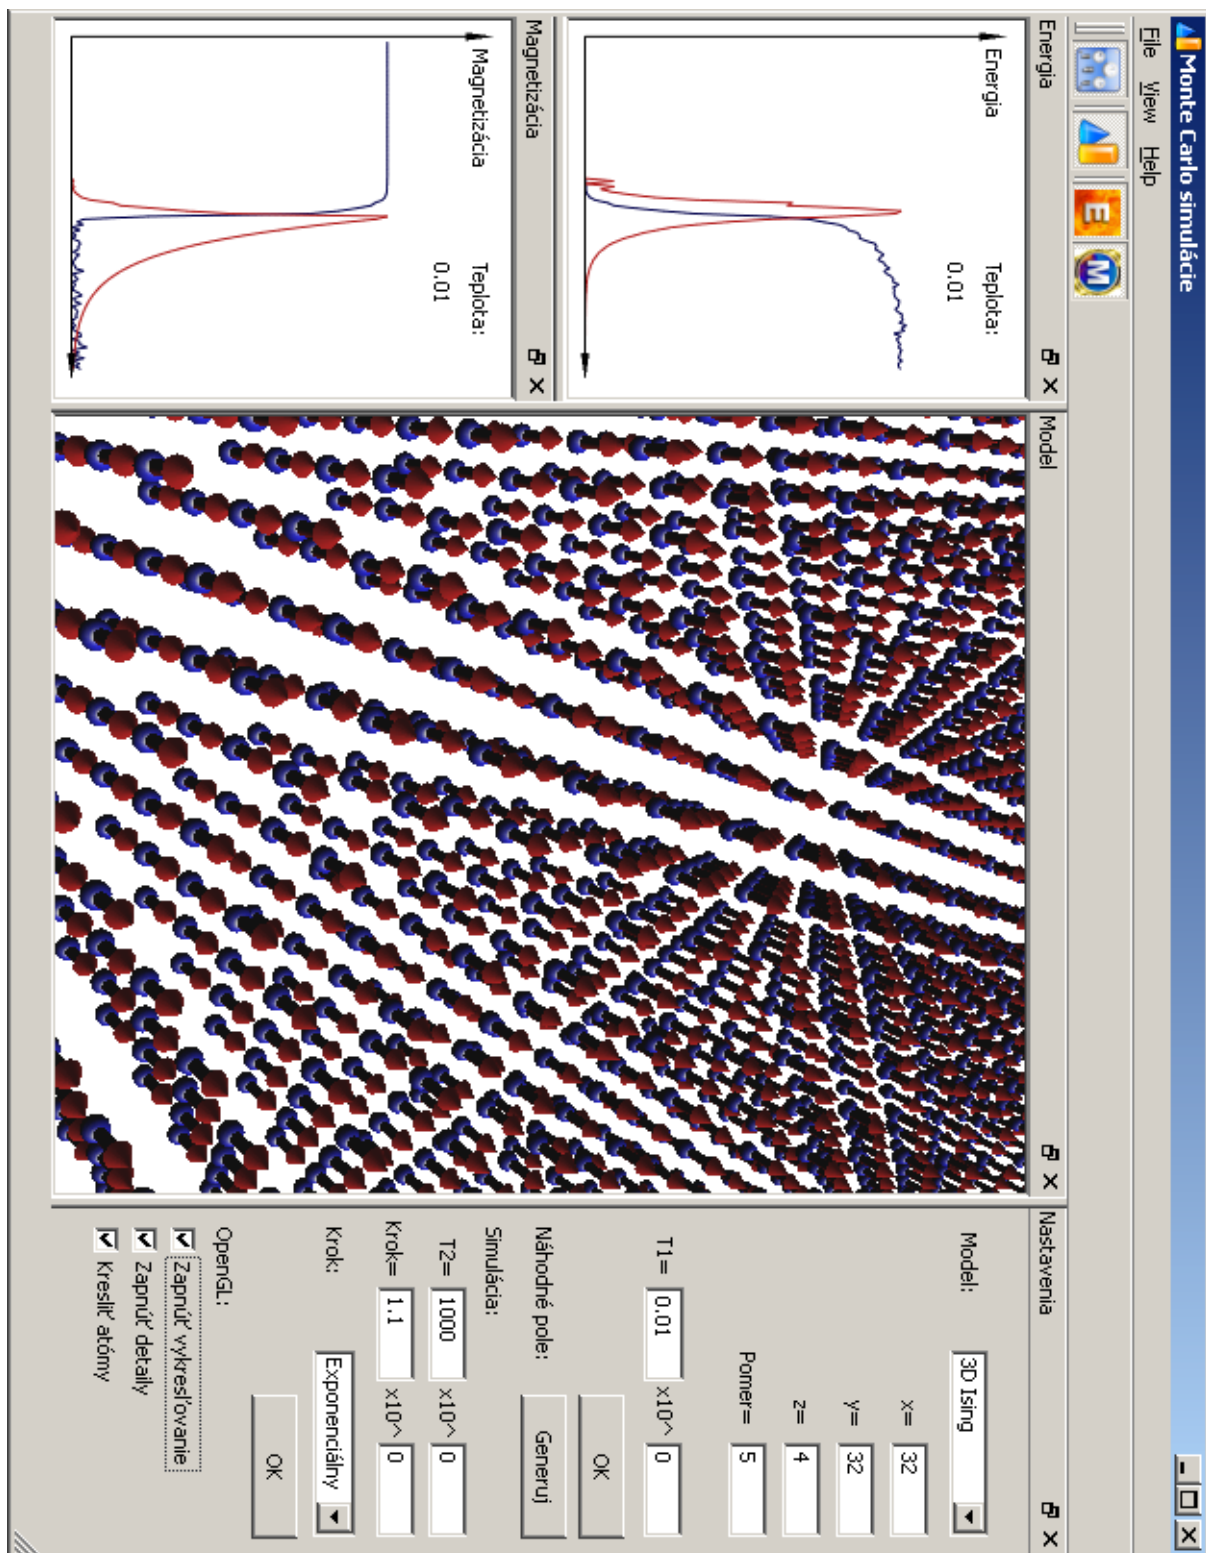 Monte Carlo simulácie
File View Help
E M
Energia
Energia
Teplota:
0.01
Magnetizácia
Magnetizácia
Teplota:
0.01
Model
Nastavenia
Model: 3D Ising
x= 32
y= 32
z= 4
Pomer= 5
T1= 0.01 x10^ 0
OK
Náhodné pole: Generuj
Simulácia:
T2= 1000 x10^ 0
Krok= 1.1 x10^ 0
Krok: Exponenciálny
OK
OpenGL:
Zapnúť vykresľovanie
Zapnúť detaily
Kresliť atómy